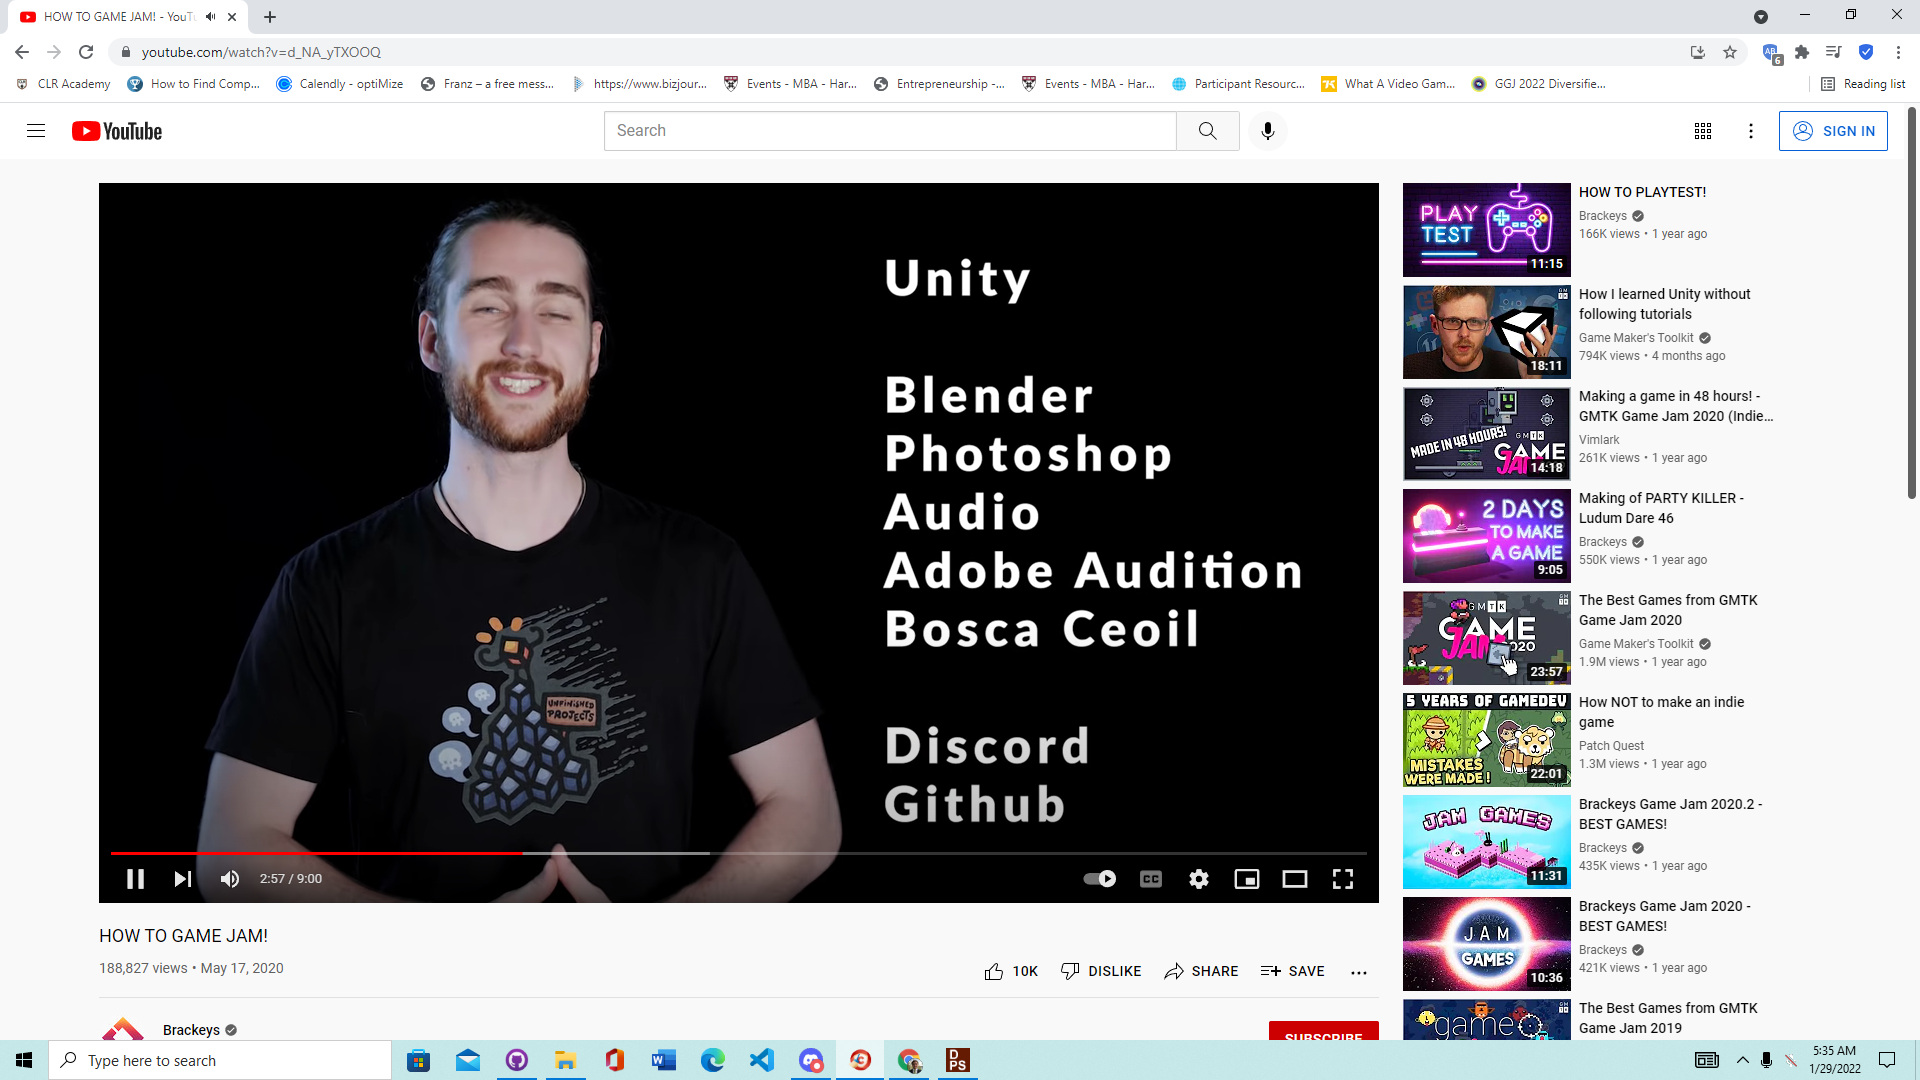 HOW TO GAME JAM! - YouTu
youtube.com/watch?v=d_NA_yTXOOQ
6
CLR Academy
How to Find Comp...
Calendly - optiMize
Franz – a free mess...
https://www.bizjour...
Events - MBA - Har...
Entrepreneurship -...
Events - MBA - Har...
Participant Resourc...
What A Video Gam...
GGJ 2022 Diversifie...
Reading list
YouTube
Search
SIGN IN
Unity
Blender
Photoshop
Audio
Adobe Audition
Bosca Ceoil
Discord
Github
UNFINISHED
PROJECTS
2:57 / 9:00
CC
HOW TO GAME JAM!
188,827 views • May 17, 2020
10K
DISLIKE
SHARE
SAVE
Brackeys
SUBSCRIBE
PLAY
TEST
11:15
HOW TO PLAYTEST!
Brackeys
166K views • 1 year ago
18:11
How I learned Unity without
following tutorials
Game Maker's Toolkit
794K views • 4 months ago
MADE IN 48 HOURS!
GMTK
GAME
JAM
14:18
Making a game in 48 hours! -
GMTK Game Jam 2020 (Indie...
Vimlark
261K views • 1 year ago
2 DAYS
TO MAKE
A GAME
9:05
Making of PARTY KILLER -
Ludum Dare 46
Brackeys
550K views • 1 year ago
GMTK
GAME
JAM 2020
23:57
The Best Games from GMTK
Game Jam 2020
Game Maker's Toolkit
1.9M views • 1 year ago
5 YEARS OF GAMEDEV
MISTAKES
WERE MADE!
22:01
How NOT to make an indie
game
Patch Quest
1.3M views • 1 year ago
JAM GAMES
11:31
Brackeys Game Jam 2020.2 -
BEST GAMES!
Brackeys
435K views • 1 year ago
JAM
GAMES
10:36
Brackeys Game Jam 2020 -
BEST GAMES!
Brackeys
421K views • 1 year ago
game
The Best Games from GMTK
Game Jam 2019
Type here to search
D
PS
5:35 AM
1/29/2022